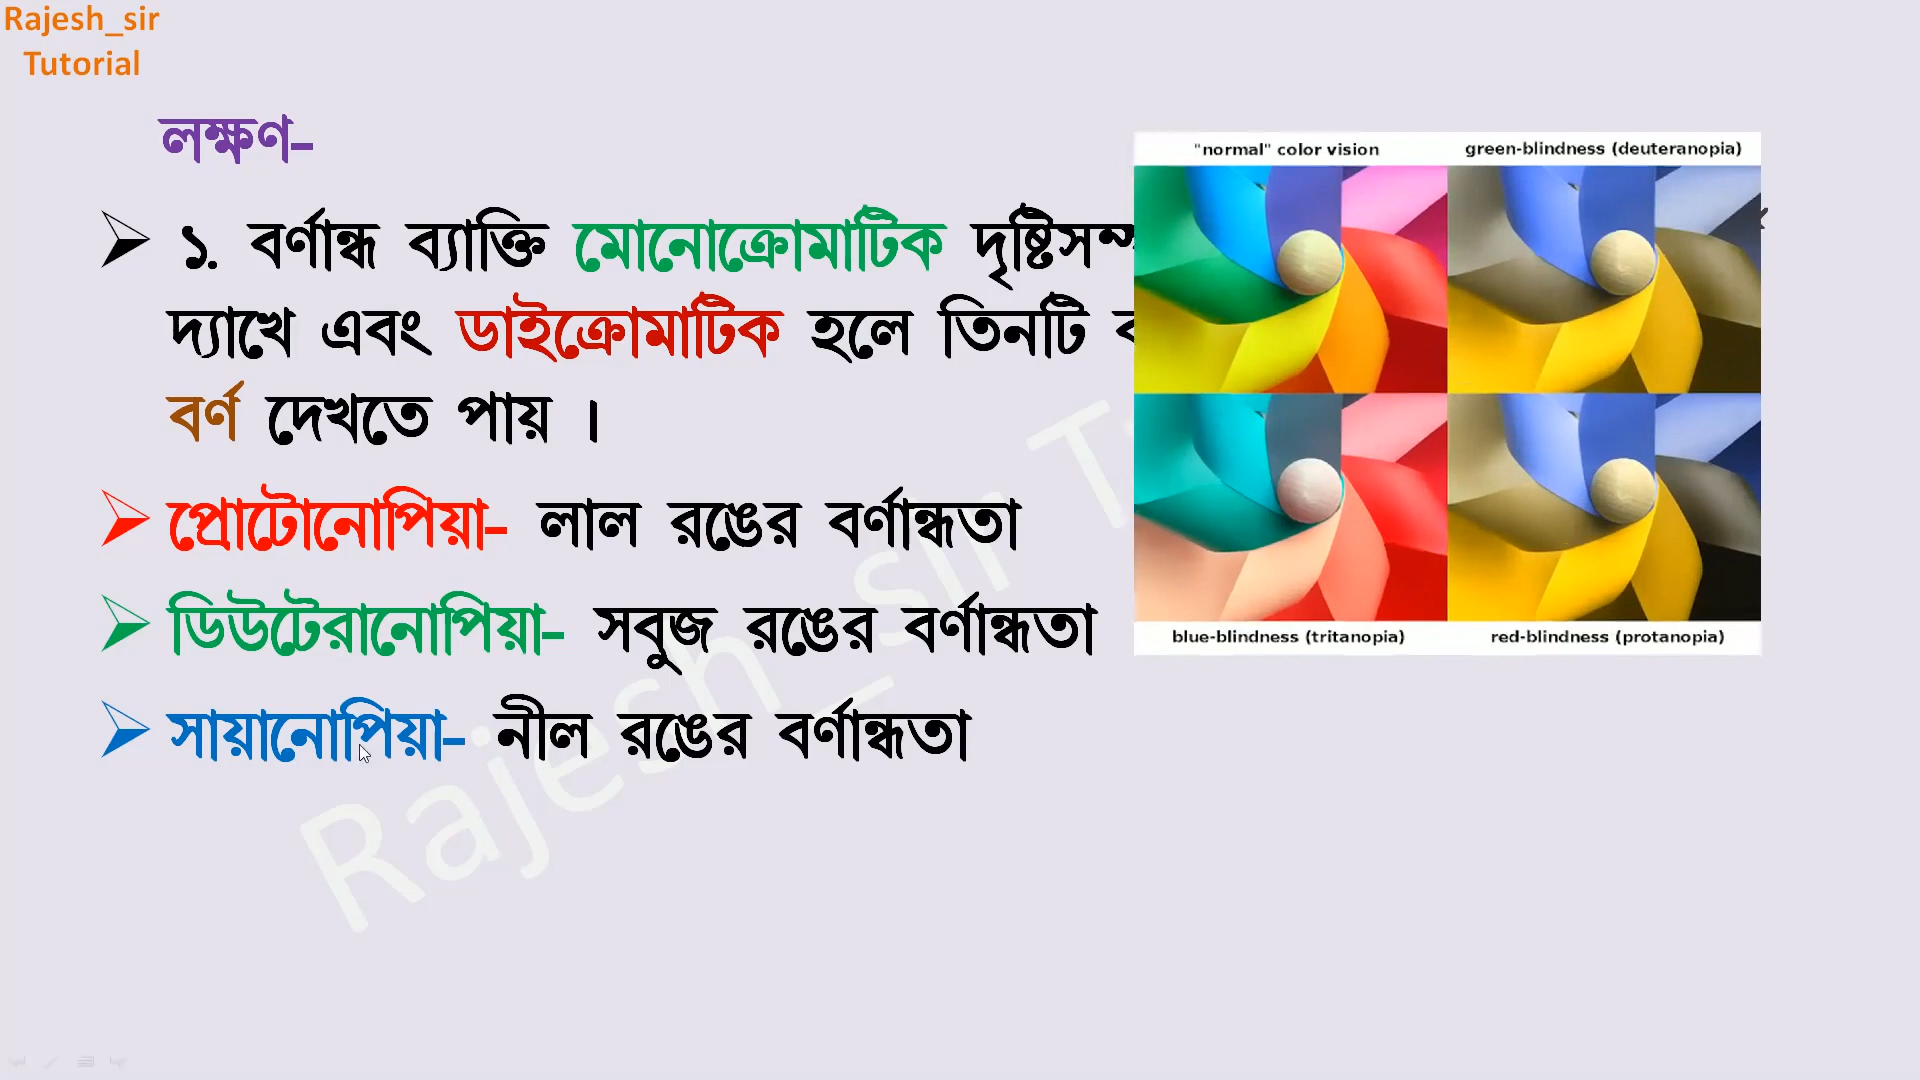 Rajesh_sir
Tutorial
লক্ষণ-
১. বর্ণান্ধ ব্যাক্তি মোনোক্রোমাটিক
দ্যাখে এবং ডাইক্রোমাটিক হলে তিনটি
বর্ণ দেখতে পায় ।
প্রোটোনোপিয়া- লাল রঙের বর্ণান্ধতা
ডিউটেরানোপিয়া- সবুজ রঙের বর্ণান্ধতা
সায়ানোপিয়া- নীল রঙের বর্ণান্ধতা
"normal" color vision
green-blindness (deuteranopia)
blue-blindness (tritanopia)
red-blindness (protanopia)
Rajesh_sir